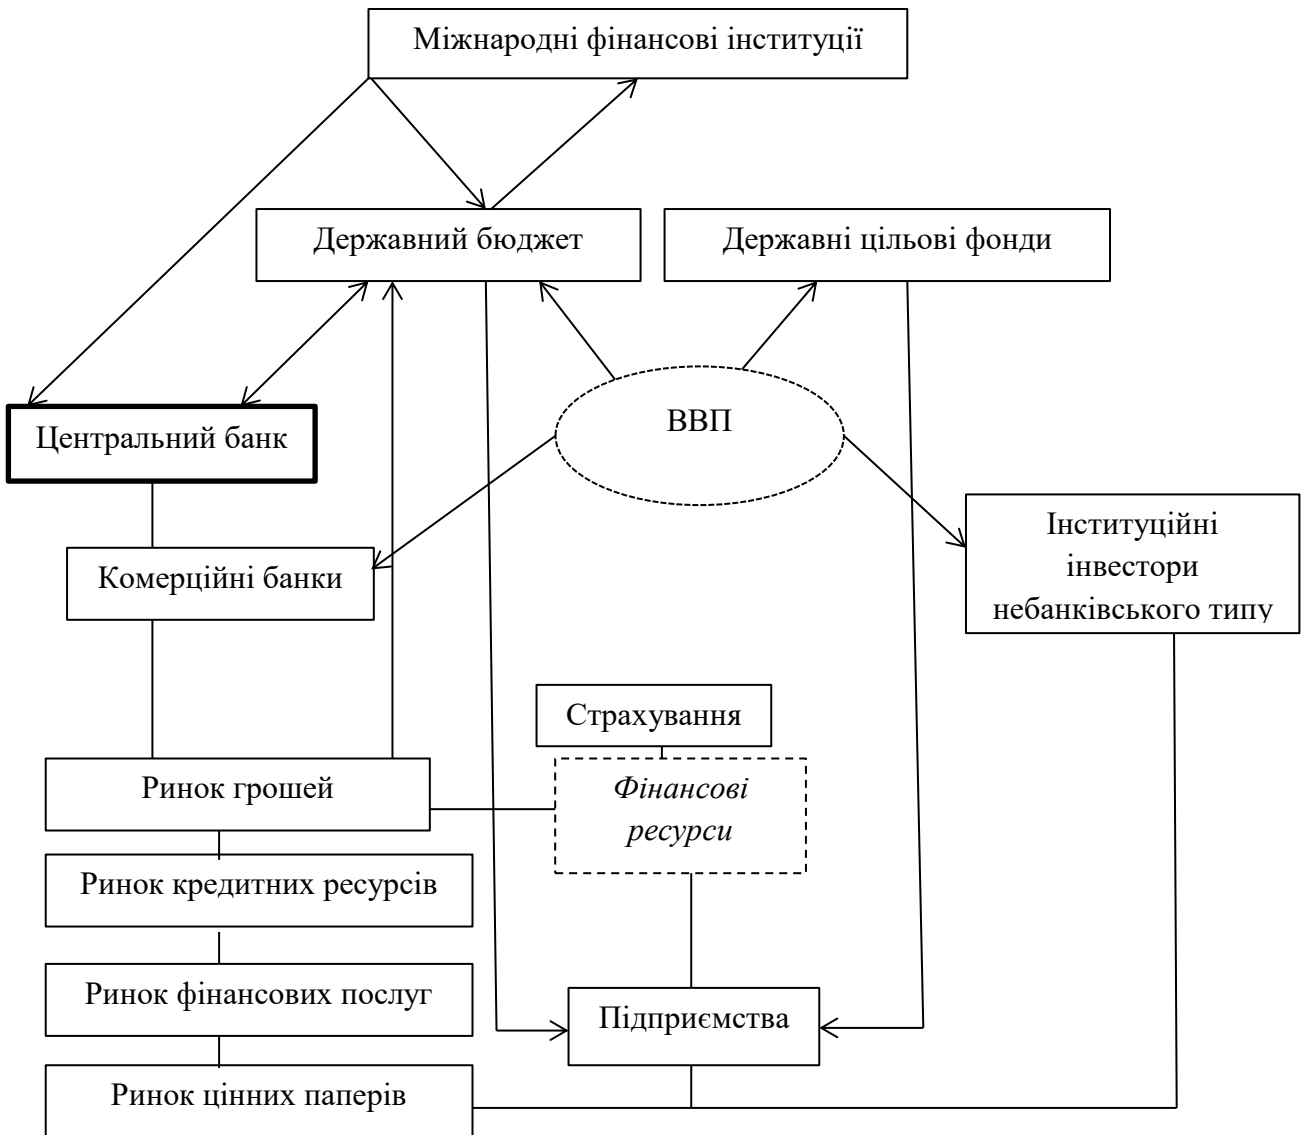 Міжнародні фінансові інституції
Державний бюджет
Державні цільові фонди
ВВП
Центральний банк
Інституційні
інвестори
небанківського типу
Комерційні банки
Страхування
Ринок грошей
Фінансові
ресурси
Ринок кредитних ресурсів
Ринок фінансових послуг
Підприємства
Ринок цінних паперів